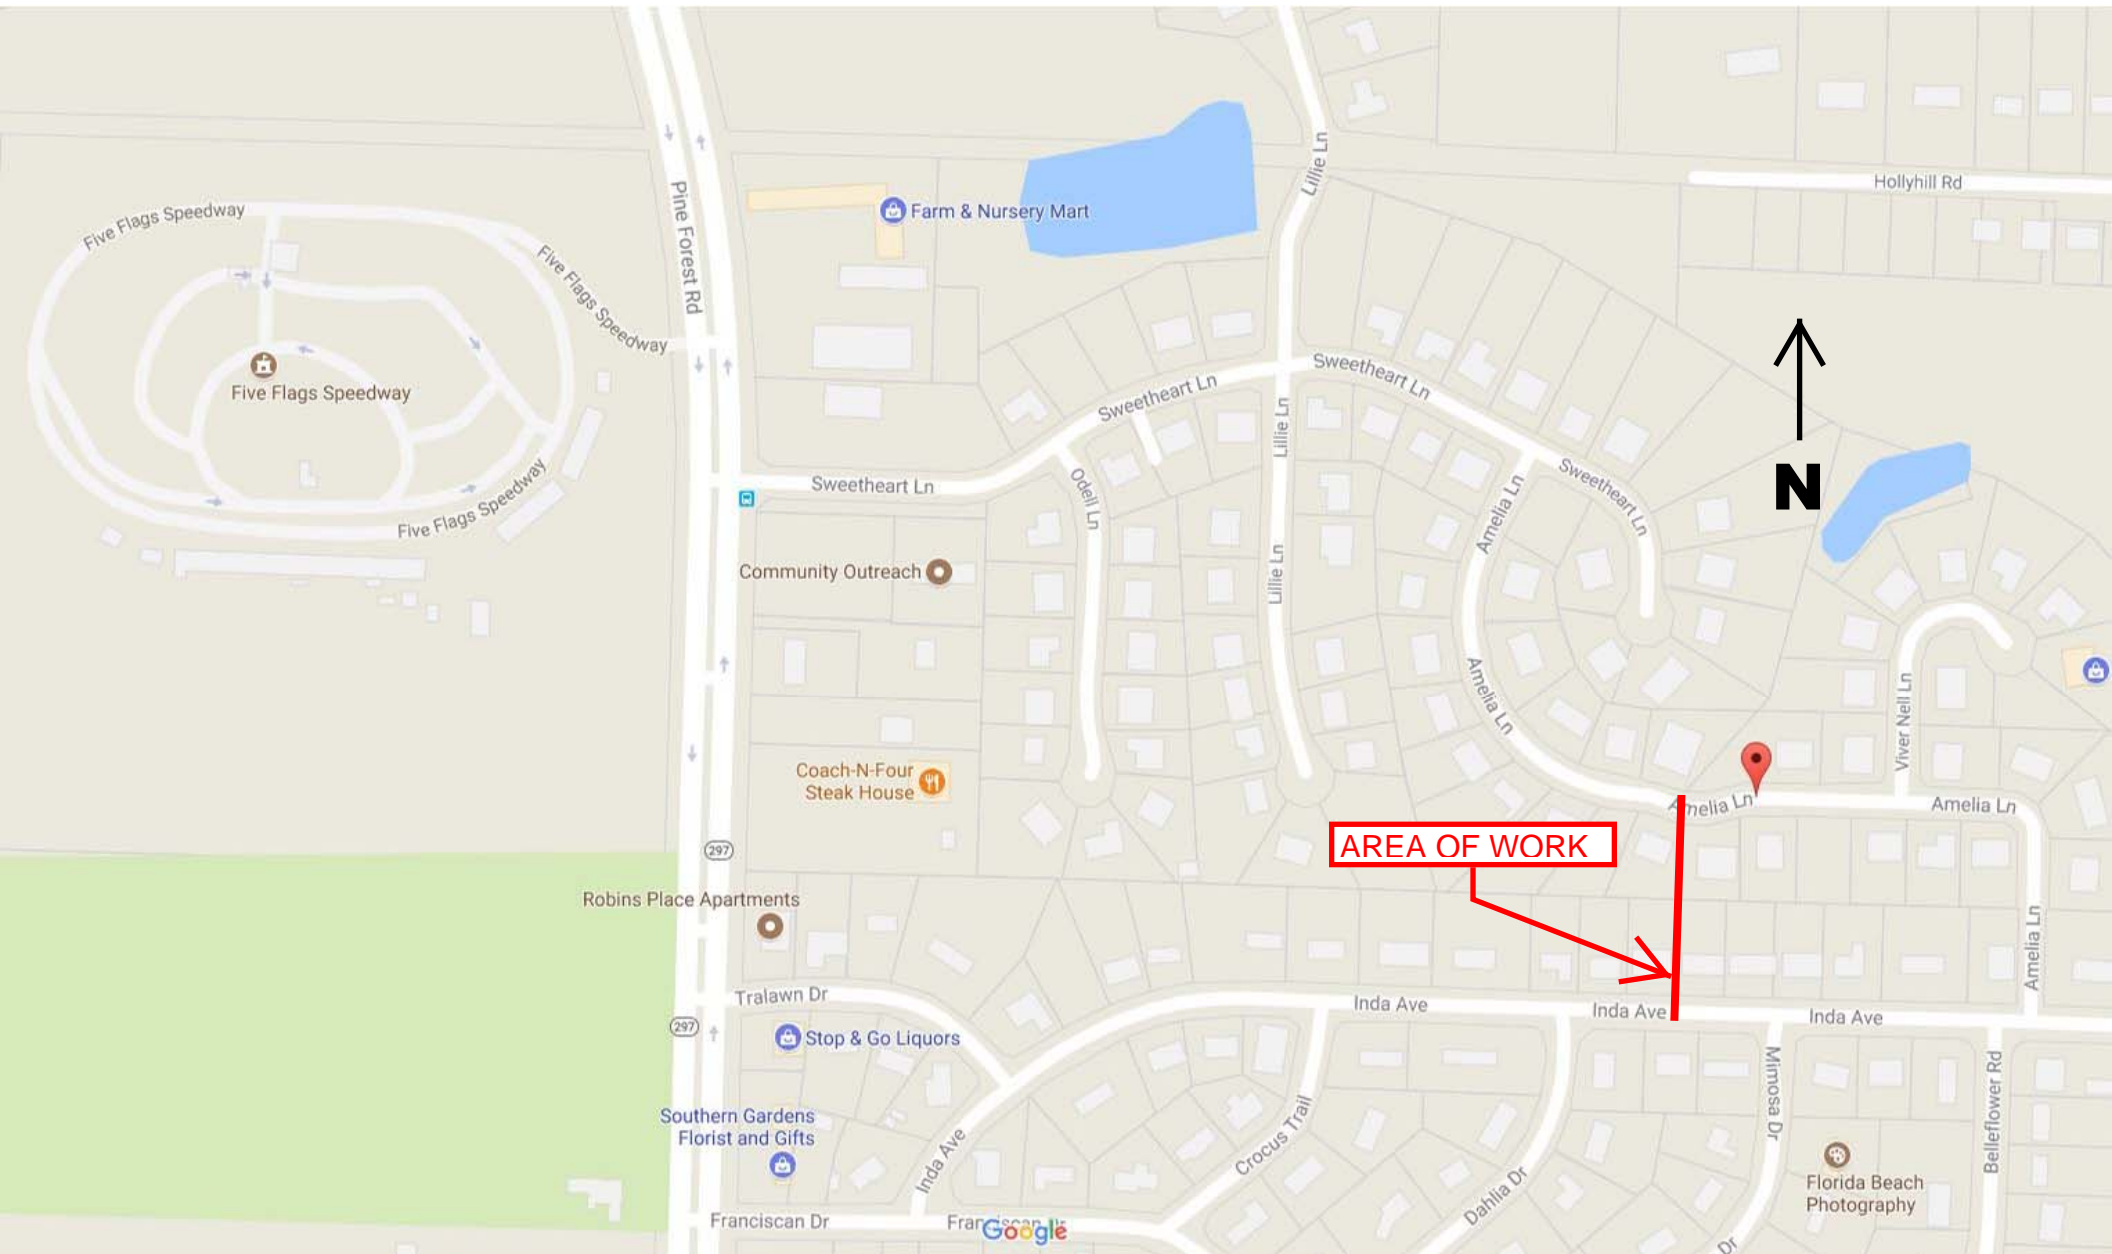 Lillie Ln
Hollyhill Rd
Five Flags Speedway
Farm & Nursery Mart
Pine Forest Rd
Five Flags Speedway
Sweetheart Ln
Sweetheart Ln
Five Flags Speedway
Lillie Ln
Sweetheart Ln
N
Sweetheart Ln
Odell Ln
Amelia Ln
Five Flags Speedway
Community Outreach
Lillie Ln
Amelia Ln
Viver Nell Ln
Coach-N-Four
Steak House
Amelia Ln
Amelia Ln
AREA OF WORK
297
Robins Place Apartments
Amelia Ln
Tralawn Dr
Inda Ave
Inda Ave
Inda Ave
297
Stop & Go Liquors
Mimosa Dr
Belleflower Rd
Southern Gardens
Florist and Gifts
Inda Ave
Crocus Trail
Dahlia Dr
Florida Beach
Photography
Franciscan Dr
Franciscan Dr
Google
Dr